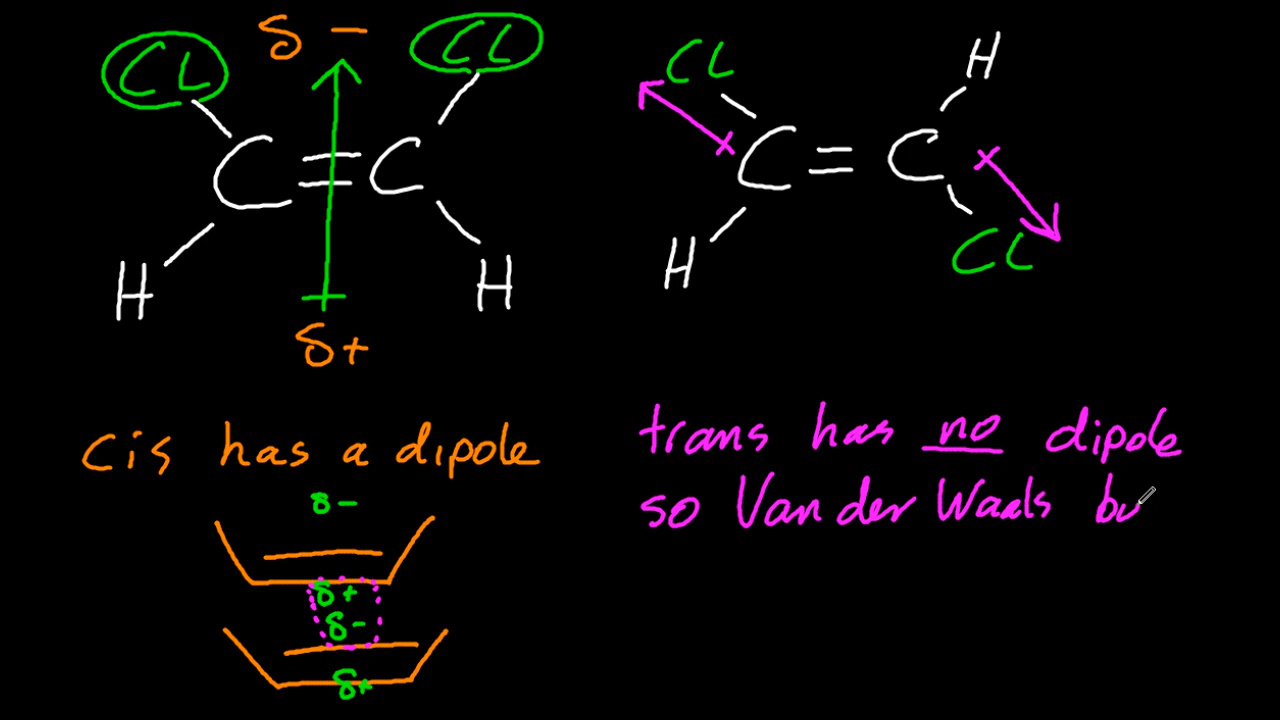 CL δ - CL
C = C
H H
δ+
CL H
C = C
H CL
cis has a dipole
δ-
δ+
δ-
δ+
trans has no dipole
so Van der Waals bu